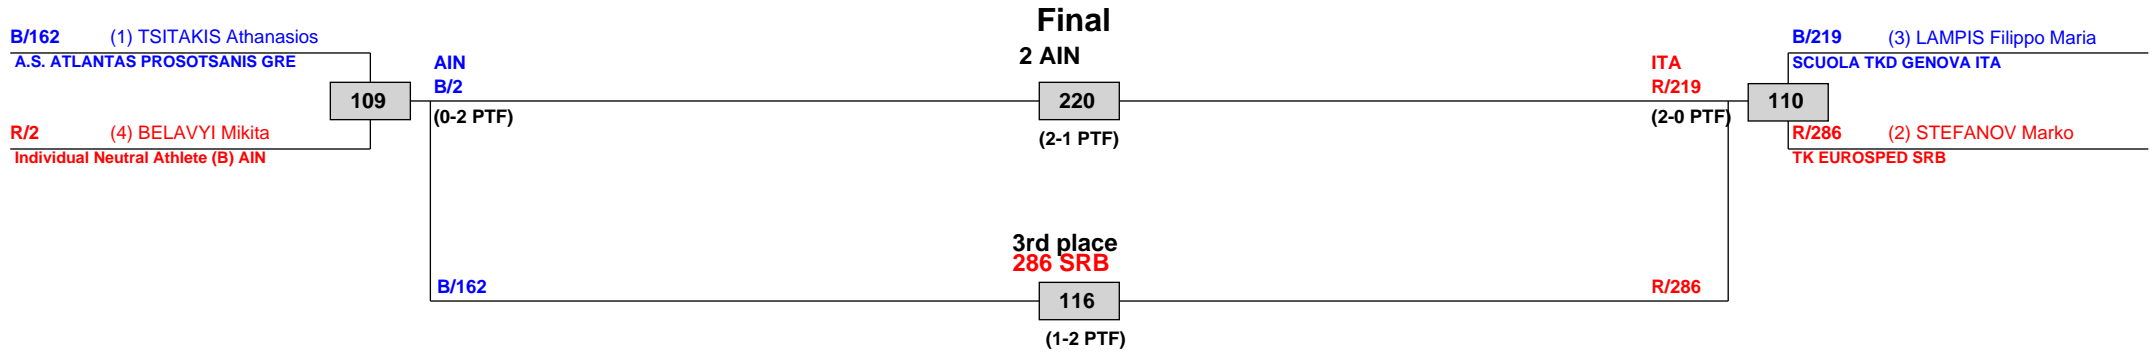 Final
2 AIN
220
(2-1 PTF)
B/162 (1) TSITAKIS Athanasios
A.S. ATLANTAS PROSOTSANIS GRE
109
R/2 (4) BELAVYI Mikita
Individual Neutral Athlete (B) AIN
AIN
B/2
(0-2 PTF)
ITA
R/219
(2-0 PTF)
B/219 (3) LAMPIS Filippo Maria
SCUOLA TKD GENOVA ITA
110
R/286 (2) STEFANOV Marko
TK EUROSPED SRB
3rd place
286 SRB
B/162
116
R/286
(1-2 PTF)